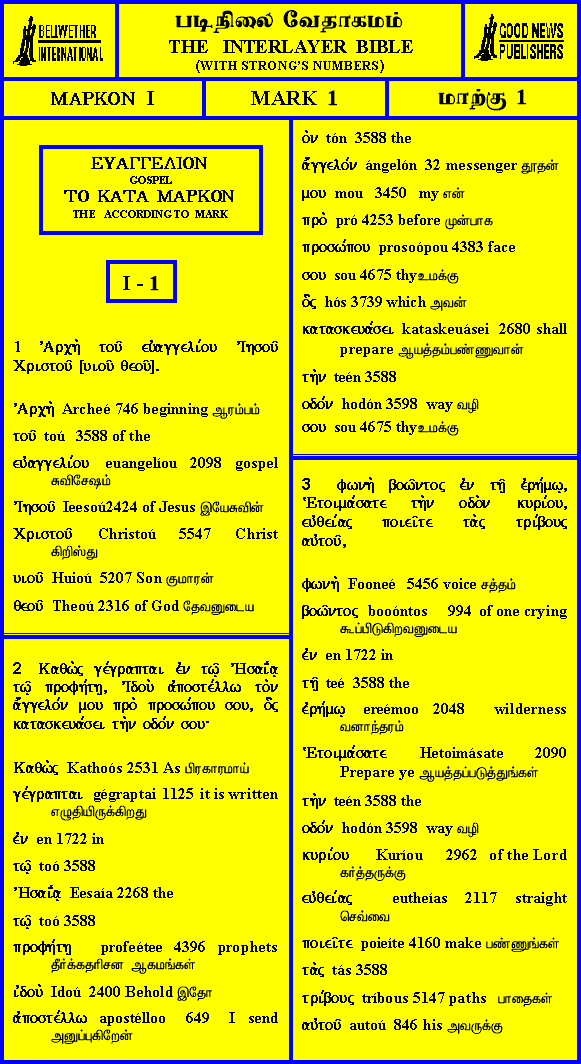 BELLWETHER
INTERNATIONAL
படிநிலை வேதாகமம்
THE INTERLAYER BIBLE
(WITH STRONG'S NUMBERS)
GOOD NEWS
PUBLISHERS
ΜΑΡΚΟΝ I
MARK 1
மாற்கு 1
ΕΥΑΓΓΕΛΙΟΝ
GOSPEL
ΤΟ ΚΑΤΑ ΜΑΡΚΟΝ
THE ACCORDING TO MARK
I - 1
1 Ἀρχὴ τοῦ εὐαγγελίου Ἰησοῦ
Χριστοῦ [υιοῦ θεοῦ].
Ἀρχὴ Archeé 746 beginning ஆரம்பம்
τοῦ toú 3588 of the
εὐαγγελίου euangelíou 2098 gospel
சுவிசேஷம்
Ἰησοῦ Ieesoú2424 of Jesus இயேசுவின்
Χριστοῦ Christoú 5547 Christ
கிறிஸ்து
υιοῦ Huioú 5207 Son குமாரன்
θεοῦ Theoú 2316 of God தேவனுடைய
2 Καθὼς γέγραπται ἐν τῶ Ἠσαΐᾳ
τῶ προφήτῃ, Ἰδοὺ ἀποστέλλω τὸν
ἄγγελόν μου πρὸ προσώπου σου, ὃς
κατασκευάσει τὴν οδόν σου·
Καθὼς Kathoós 2531 As பிரகாரமாய்
γέγραπται gégraptai 1125 it is written
எழுதியிருக்கிறது
ἐν en 1722 in
τῶ toó 3588
Ἠσαΐᾳ Eesaía 2268 the
τῶ toó 3588
προφήτῃ profeétee 4396 prophets
தீர்க்கதரிசன ஆகமங்கள்
ἰδοὺ Idoú 2400 Behold இதோ
ἀποστέλλω apostélloo 649 I send
அனுப்புகிறேன்
ὸν tón 3588 the
ἄγγελόν ángelón 32 messenger தூதன்
μου mou 3450 my என்
πρὸ pró 4253 before முன்பாக
προσώπου prosoópou 4383 face
σου sou 4675 thy உமக்கு
ὃς hós 3739 which அவன்
κατασκευάσει kataskeuásei 2680 shall
prepare ஆயத்தம்பண்ணுவான்
τὴν teén 3588
οδόν hodón 3598 way வழி
σου sou 4675 thy உமக்கு
3 φωνὴ βοῶντος ἐν τῇ ἐρήμῳ,
Ἑτοιμάσατε τὴν οδὸν κυρίου,
εὐθείας ποιεῖτε τὰς τρίβους
αὐτοῦ,
φωνὴ Fooneé 5456 voice சத்தம்
βοῶντος booóntos 994 of one crying
கூப்பிடுகிறவனுடைய
ἐν en 1722 in
τῇ teé 3588 the
ἐρήμῳ ereémoo 2048 wilderness
வனாந்தரம்
Ἑτοιμάσατε Hetoimásate 2090
Prepare ye ஆயத்தப்படுத்துங்கள்
τὴν teén 3588 the
οδόν hodón 3598 way வழி
κυρίου Kuríou 2962 of the Lord
கர்த்தருக்கு
εὐθείας eutheías 2117 straight
செவ்வை
ποιεῖτε poieíte 4160 make பண்ணுங்கள்
τὰς tás 3588
τρίβους tríbous 5147 paths பாதைகள்
αὐτοῦ autoú 846 his அவருக்கு